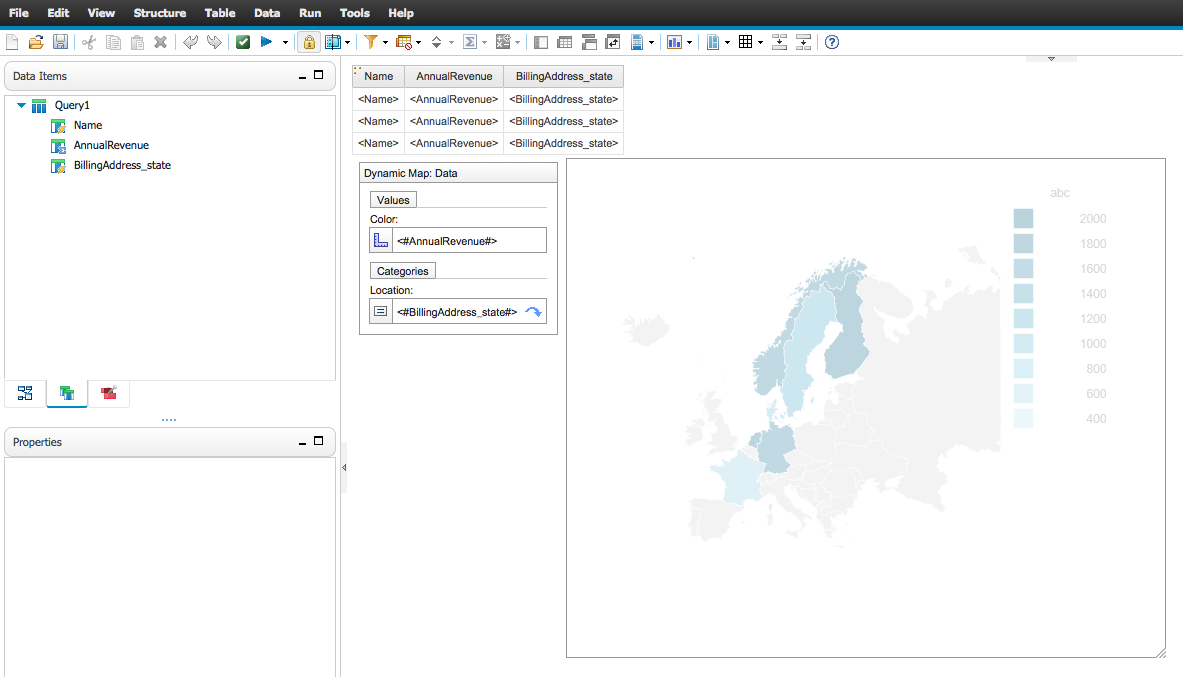 File Edit View Structure Table Data Run Tools Help
Data Items
Query1
Name
AnnualRevenue
BillingAddress_state
Properties
Name AnnualRevenue BillingAddress_state
<Name> <AnnualRevenue> <BillingAddress_state>
<Name> <AnnualRevenue> <BillingAddress_state>
<Name> <AnnualRevenue> <BillingAddress_state>
Dynamic Map: Data
Values
Color:
<#AnnualRevenue#>
Categories
Location:
<#BillingAddress_state#>
abc
2000
1800
1600
1400
1200
1000
800
600
400